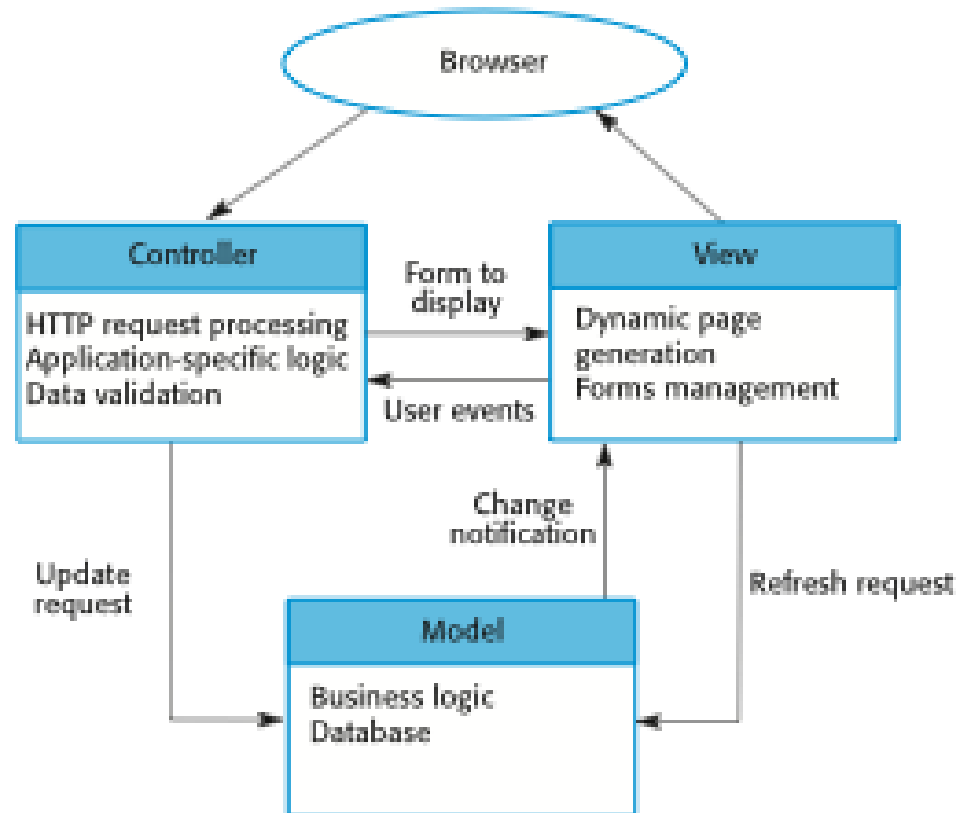 Browser
Controller
HTTP request processing
Application-specific logic
Data validation
Form to
display
User events
View
Dynamic page
generation
Forms management
Update
request
Change
notification
Refresh request
Model
Business logic
Database